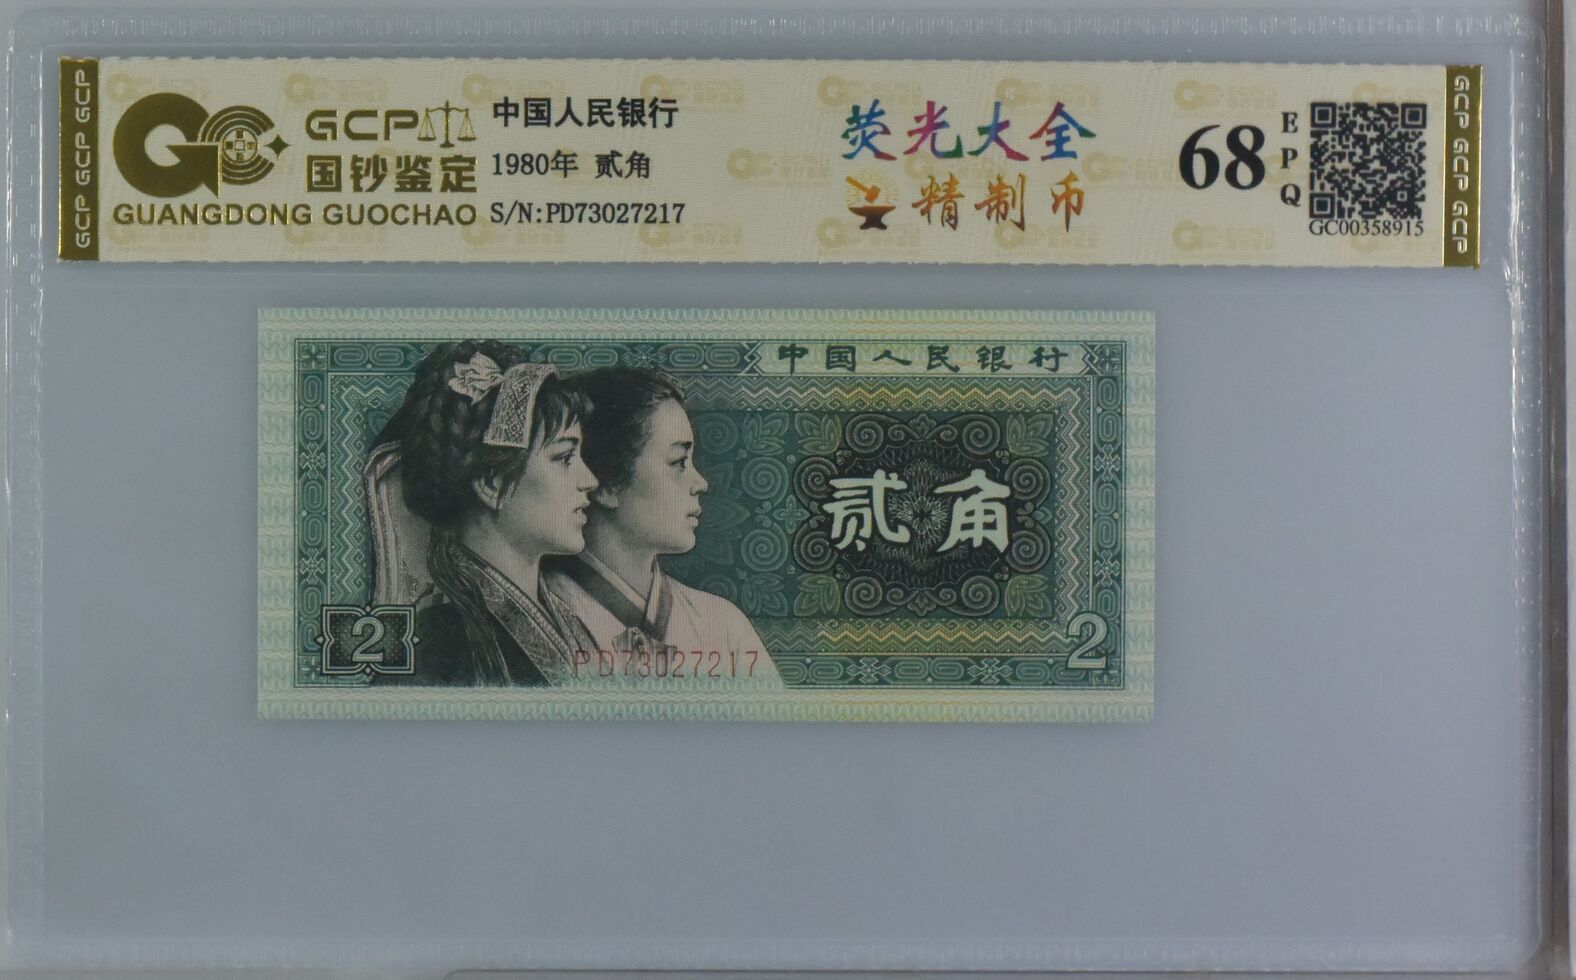 GCP GCP GCP
GCP
国钞鉴定
GUANGDONG GUOCHAO
中国人民银行
1980年 贰角
S/N:PD73027217
荧光大全
精制币
68
EPQ
GC00358915
GCP GCP GCP
中国人民银行
贰角
2
2
PD73027217